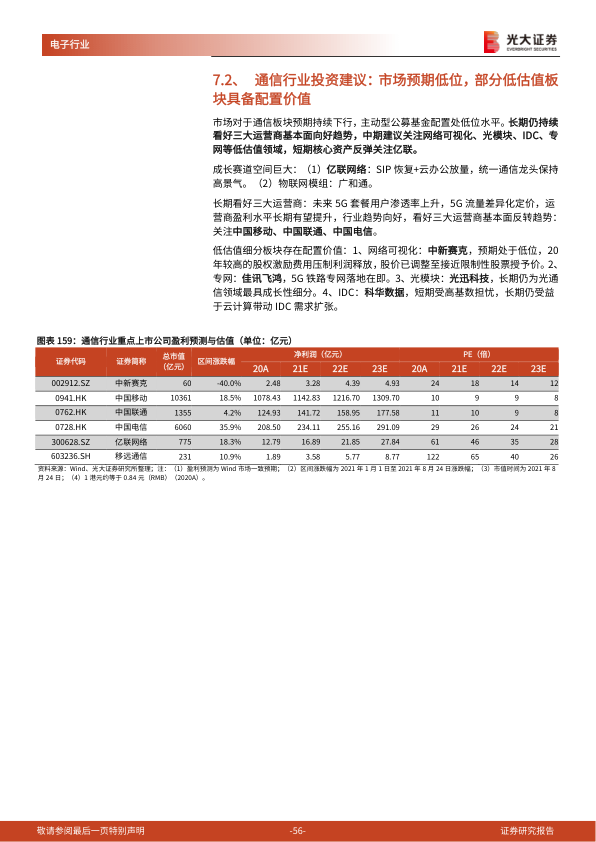 电子行业
光大证券
EVERBRIGHT SECURITIES
7.2、 通信行业投资建议：市场预期低位，部分低估值板
块具备配置价值
市场对于通信板块预期持续下行，主动型公募基金配置处低位水平。长期仍持续
看好三大运营商基本面向好趋势，中期建议关注网络可视化、光模块、IDC、专
网等低估值领域，短期核心资产反弹关注亿联。
成长赛道空间巨大：（1）亿联网络：SIP 恢复+云办公放量，统一通信龙头保持
高景气。（2）物联网模组：广和通。
长期看好三大运营商：未来 5G 套餐用户渗透率上升，5G 流量差异化定价，运
营商盈利水平长期有望提升，行业趋势向好，看好三大运营商基本面反转趋势：
关注中国移动、中国联通、中国电信。
低估值细分板块存在配置价值：1、网络可视化：中新赛克，预期处于低位，20
年较高的股权激励费用压制利润释放，股价已调整至接近限制性股票授予价。2、
专网：佳讯飞鸿，5G 铁路专网落地在即。3、光模块：光迅科技，长期仍为光通
信领域最具成长性细分。4、IDC：科华数据，短期受高基数担忧，长期仍受益
于云计算带动 IDC 需求扩张。
图表 159：通信行业重点上市公司盈利预测与估值（单位：亿元）
证券代码 证券简称 总市值（亿元） 区间涨跌幅 净利润（亿元） PE（倍）
20A 21E 22E 23E 20A 21E 22E 23E
002912.SZ 中新赛克 60 -40.0% 2.48 3.28 4.39 4.93 24 18 14 12
0941.HK 中国移动 10361 18.5% 1078.43 1142.83 1216.70 1309.70 10 9 9 8
0762.HK 中国联通 1355 4.2% 124.93 141.72 158.95 177.58 11 10 9 8
0728.HK 中国电信 6060 35.9% 208.50 234.11 255.16 291.09 29 26 24 21
300628.SZ 亿联网络 775 18.3% 12.79 16.89 21.85 27.84 61 46 35 28
603236.SH 移远通信 231 10.9% 1.89 3.58 5.77 8.77 122 65 40 26
资料来源：Wind、光大证券研究所整理；注：（1）盈利预测为 Wind 市场一致预期；（2）区间涨跌幅为 2021 年 1 月 1 日至 2021 年 8 月 24 日涨跌幅；（3）市值时间为 2021 年 8
月 24 日；（4）1 港元约等于 0.84 元（RMB）（2020A）。
敬请参阅最后一页特别声明
-56-
证券研究报告